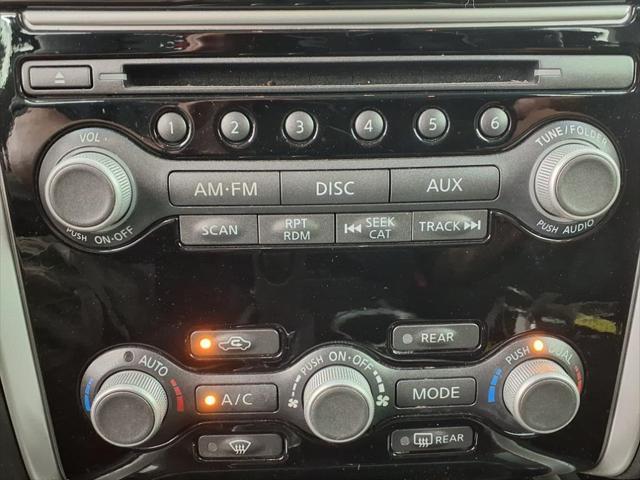 1 2 3 4 5 6
VOL
PUSH ON·OFF
TUNE/FOLDER
PUSH AUDIO
AM·FM DISC AUX
SCAN RPT RDM SEEK CAT TRACK
REAR
AUTO
PUSH ON·OFF
PUSH DUAL
A/C MODE
REAR